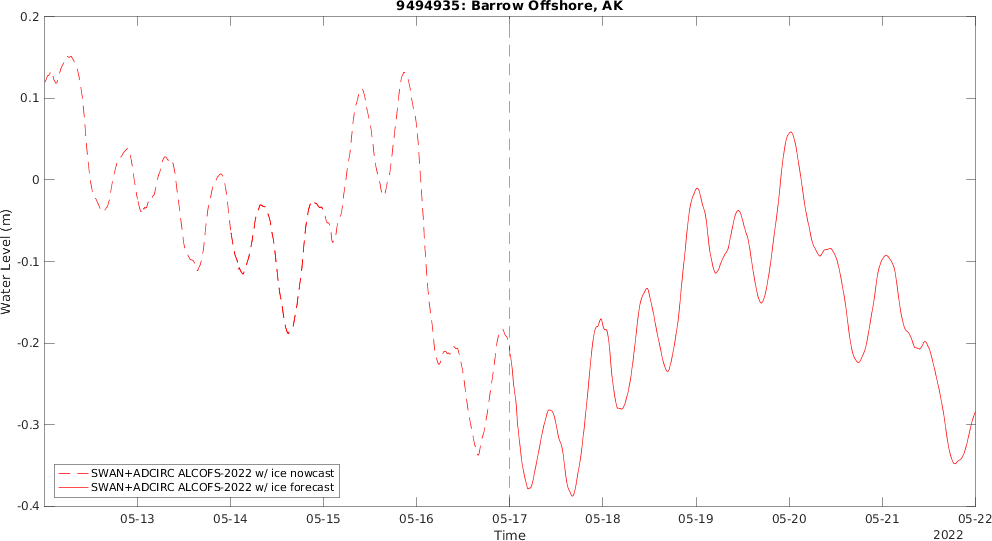 9494935: Barrow Offshore, AK
0.2
0.1
0
-0.1
-0.2
-0.3
-0.4
Water Level (m)
SWAN+ADCIRC ALCOFS-2022 w/ ice nowcast
SWAN+ADCIRC ALCOFS-2022 w/ ice forecast
05-13 05-14 05-15 05-16 05-17 05-18 05-19 05-20 05-21 05-22
Time
2022